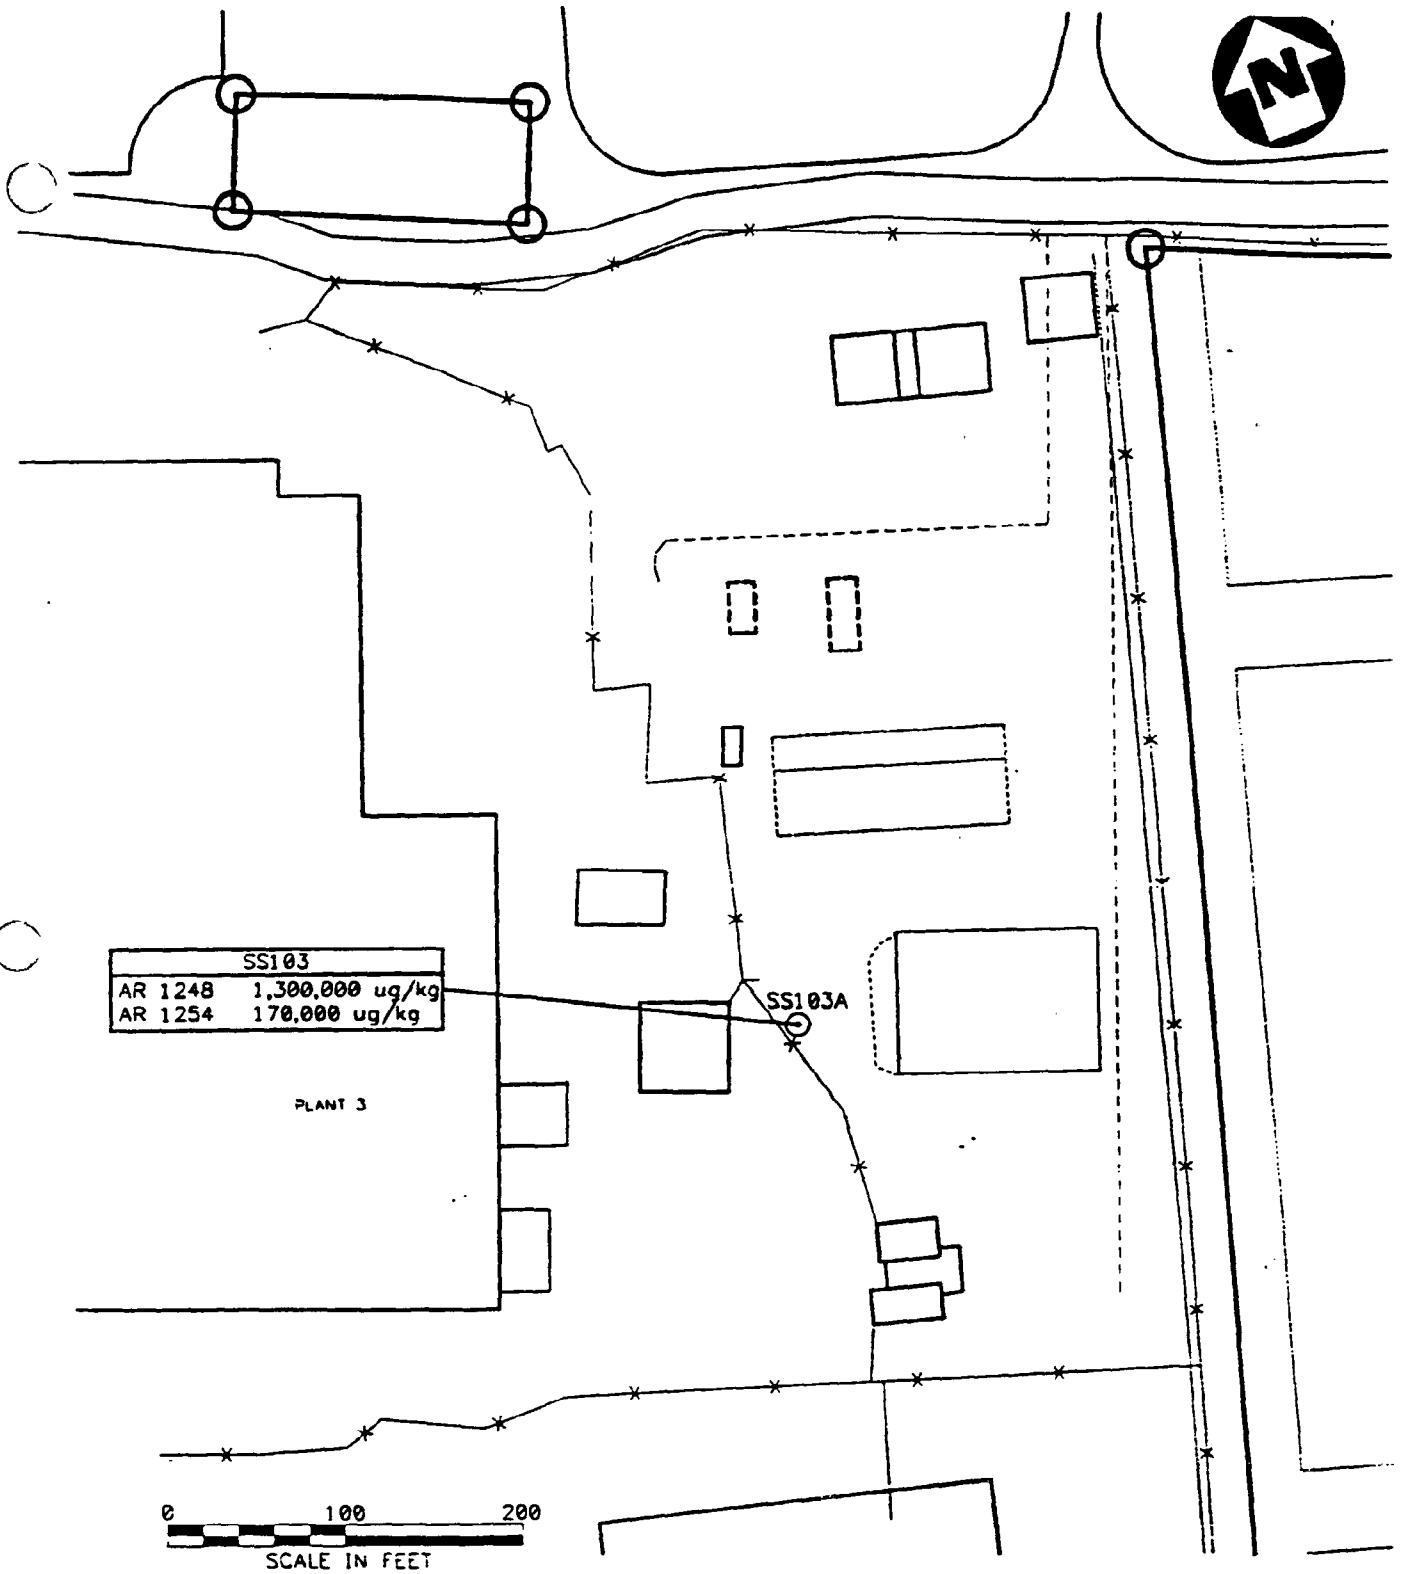 N
SS103
AR 1248 1,300,000 ug/kg
AR 1254 170,000 ug/kg
SS103A
PLANT 3
0 100 200
SCALE IN FEET